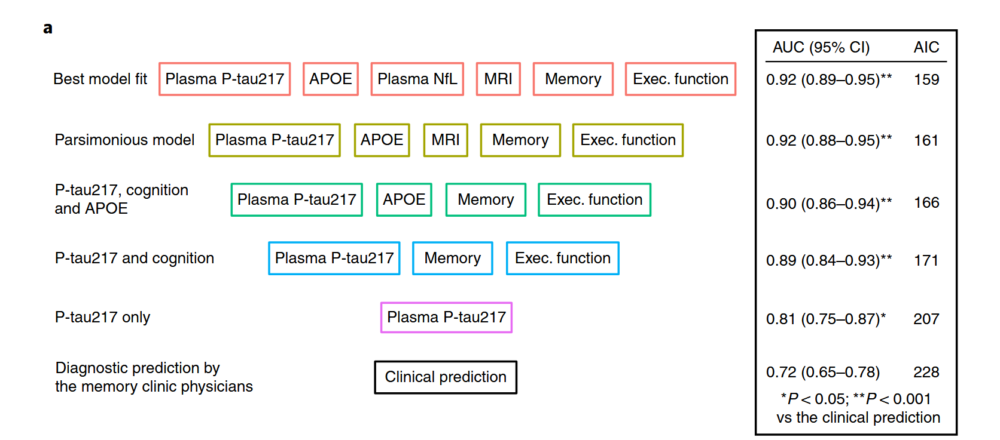 a
AUC (95% CI) AIC
Best model fit Plasma P-tau217 APOE Plasma NfL MRI Memory Exec. function 0.92 (0.89–0.95)** 159
Parsimonious model Plasma P-tau217 APOE MRI Memory Exec. function 0.92 (0.88–0.95)** 161
P-tau217, cognition
and APOE Plasma P-tau217 APOE Memory Exec. function 0.90 (0.86–0.94)** 166
P-tau217 and cognition Plasma P-tau217 Memory Exec. function 0.89 (0.84–0.93)** 171
P-tau217 only Plasma P-tau217 0.81 (0.75–0.87)* 207
Diagnostic prediction by
the memory clinic physicians Clinical prediction 0.72 (0.65–0.78) 228
*P < 0.05; **P < 0.001
vs the clinical prediction